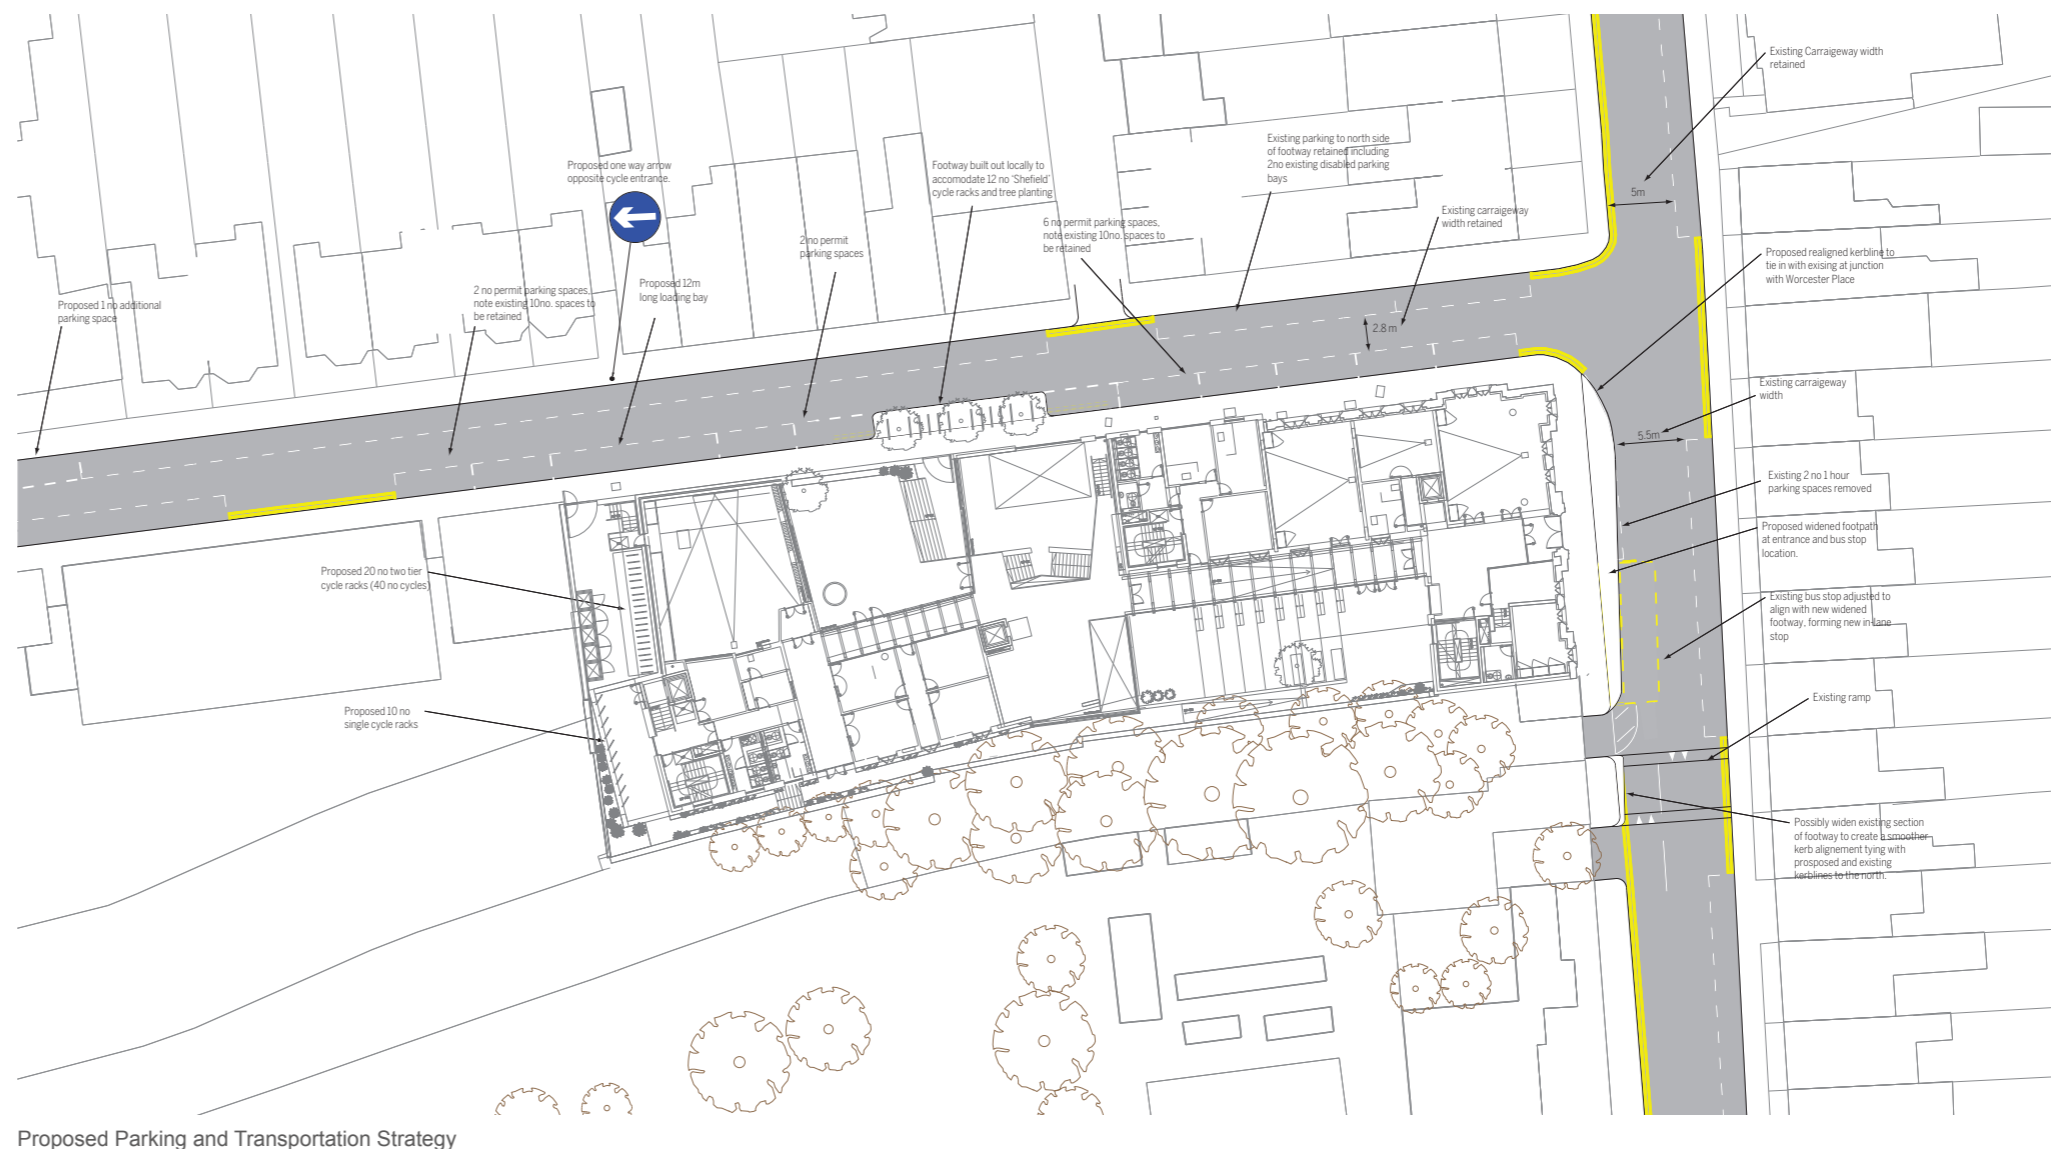 Existing Carraigeway width
retained
5m
Existing parking to north side
of footway retained including
2no existing disabled parking
bays
Proposed one way arrow
opposite cycle entrance.
Footway built out locally to
accomodate 12 no 'Shefield'
cycle racks and tree planting
Existing carraigeway
width retained
6 no permit parking spaces,
note existing 10no. spaces to
be retained
2 no permit
parking spaces
Proposed realigned kerbline to
tie in with exising at junction
with Worcester Place
Proposed 12m
long loading bay
2 no permit parking spaces,
note existing 10no. spaces to
be retained
Proposed 1 no additional
parking space
2.8 m
Existing carraigeway
width
5.5m
Existing 2 no 1 hour
parking spaces removed
Proposed widened footpath
at entrance and bus stop
location.
Proposed 20 no two tier
cycle racks (40 no cycles)
Existing bus stop adjusted to
align with new widened
footway, forming new in-lane
stop
Existing ramp
Proposed 10 no
single cycle racks
Possibly widen existing section
of footway to create a smoother
kerb alignement tying with
prosposed and existing
kerblines to the north.
Proposed Parking and Transportation Strategy